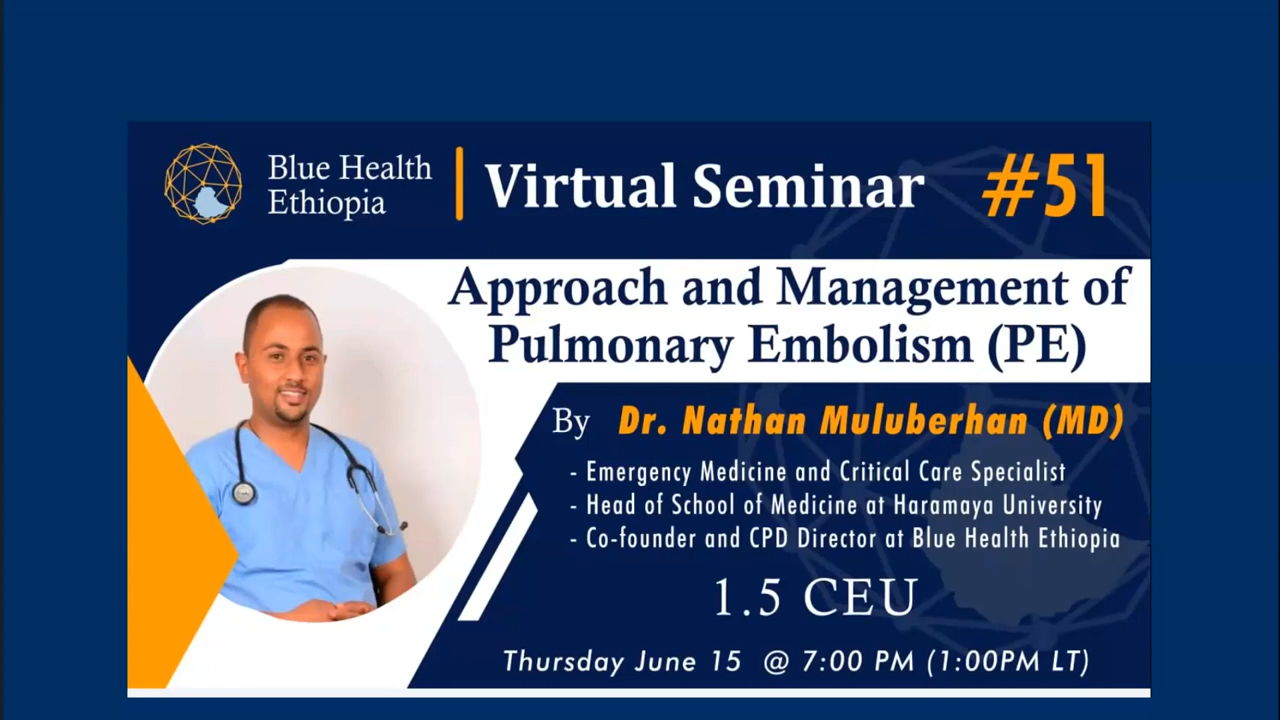 Blue Health
Ethiopia
Virtual Seminar
#51
Approach and Management of
Pulmonary Embolism (PE)
By Dr. Nathan Muluberhan (MD)
- Emergency Medicine and Critical Care Specialist
- Head of School of Medicine at Haramaya University
- Co-founder and CPD Director at Blue Health Ethiopia
1.5 CEU
Thursday June 15 @ 7:00 PM (1:00PM LT)